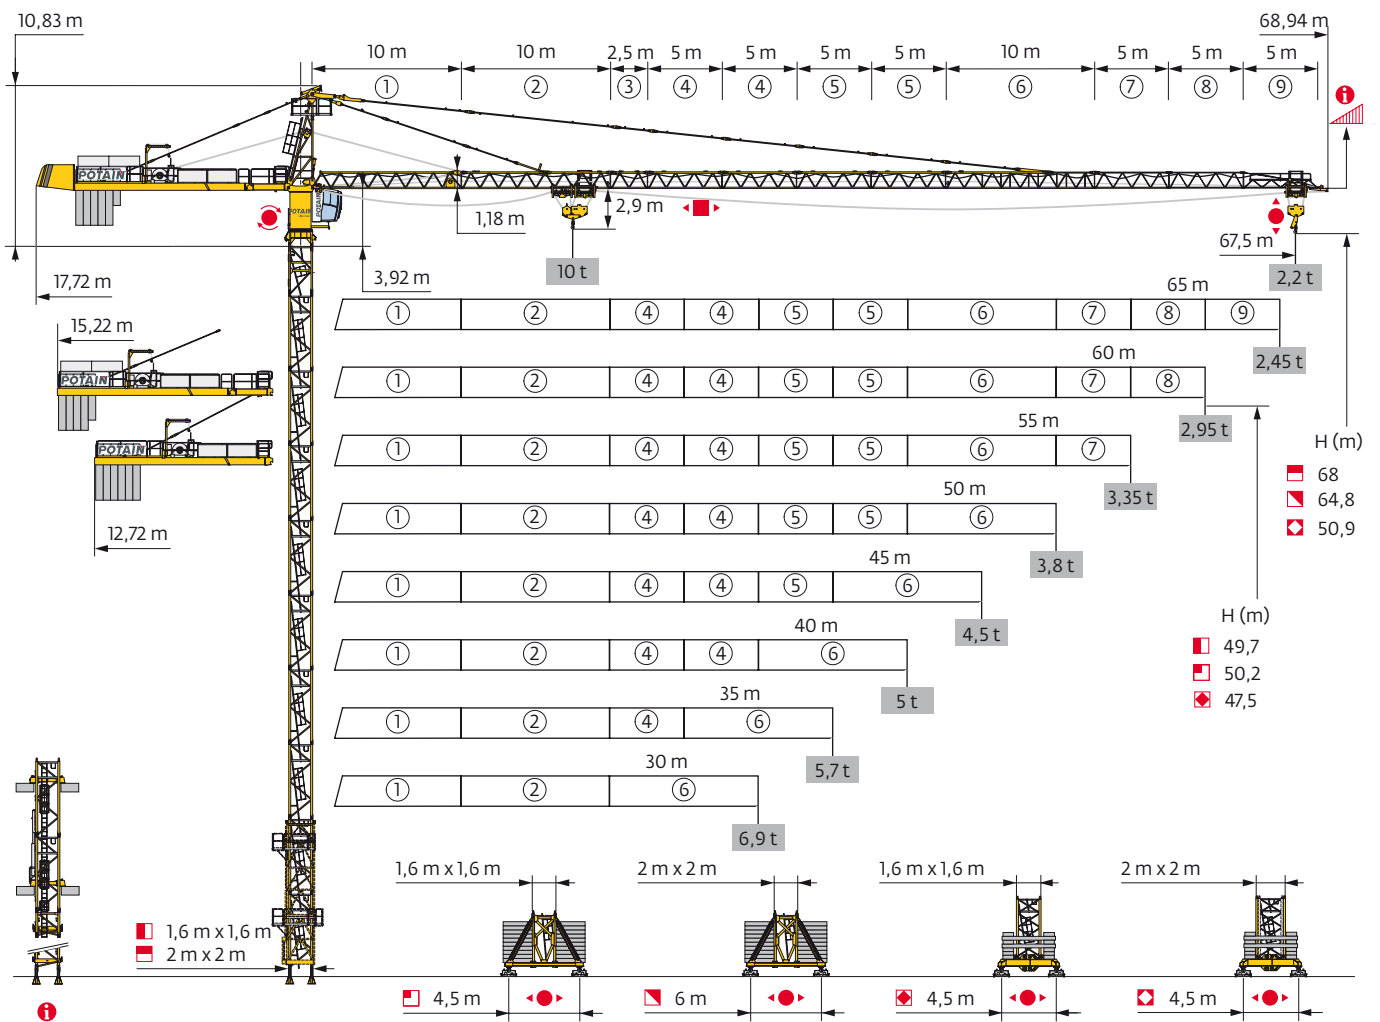 10,83 m
68,94 m
10 m 10 m 2,5 m 5 m 5 m 5 m 5 m 10 m 5 m 5 m 5 m
1 2 3 4 4 5 5 6 7 8 9
i
POTAIN
POTAIN
POTAIN
2,9 m
1,18 m
67,5 m
10 t
2,2 t
17,72 m
3,92 m
65 m
1 2 4 4 5 5 6 7 8 9
2,45 t
15,22 m
POTAIN
60 m
1 2 4 4 5 5 6 7 8
2,95 t
55 m
1 2 4 4 5 5 6 7
3,35 t
POTAIN
12,72 m
H (m)
68
64,8
50,9
50 m
1 2 4 4 5 5 6
3,8 t
45 m
1 2 4 4 5 6
4,5 t
H (m)
49,7
50,2
47,5
40 m
1 2 4 4 6
5 t
35 m
1 2 4 6
5,7 t
30 m
1 2 6
6,9 t
1,6 m x 1,6 m
2 m x 2 m
1,6 m x 1,6 m 2 m x 2 m 1,6 m x 1,6 m 2 m x 2 m
4,5 m 6 m 4,5 m 4,5 m
i